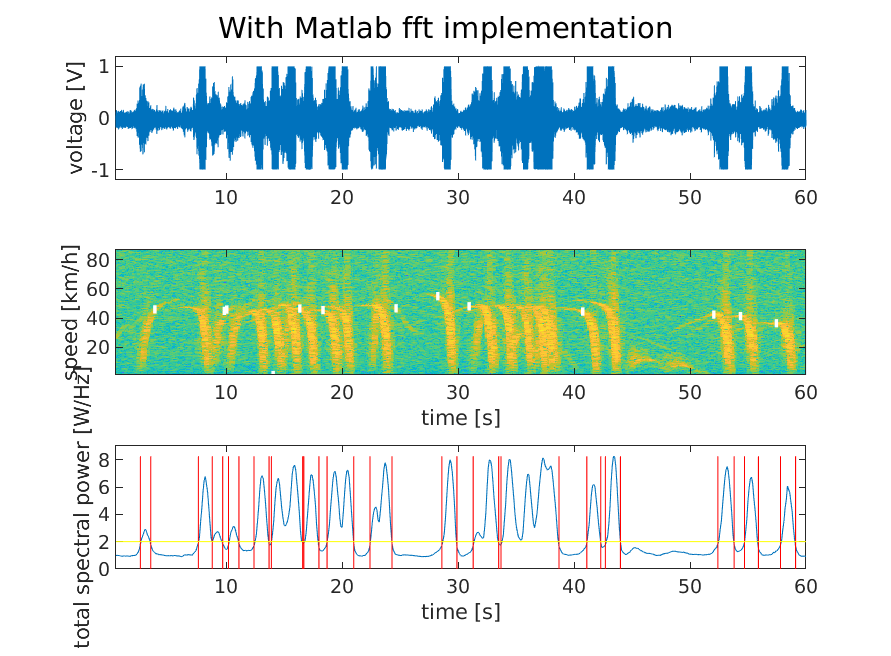 With Matlab fft implementation
voltage [V]
1
0
-1
10 20 30 40 50 60
speed [km/h]
80
60
40
20
10 20 30 40 50 60
time [s]
total spectral power [W/Hz]
8
6
4
2
0
10 20 30 40 50 60
time [s]